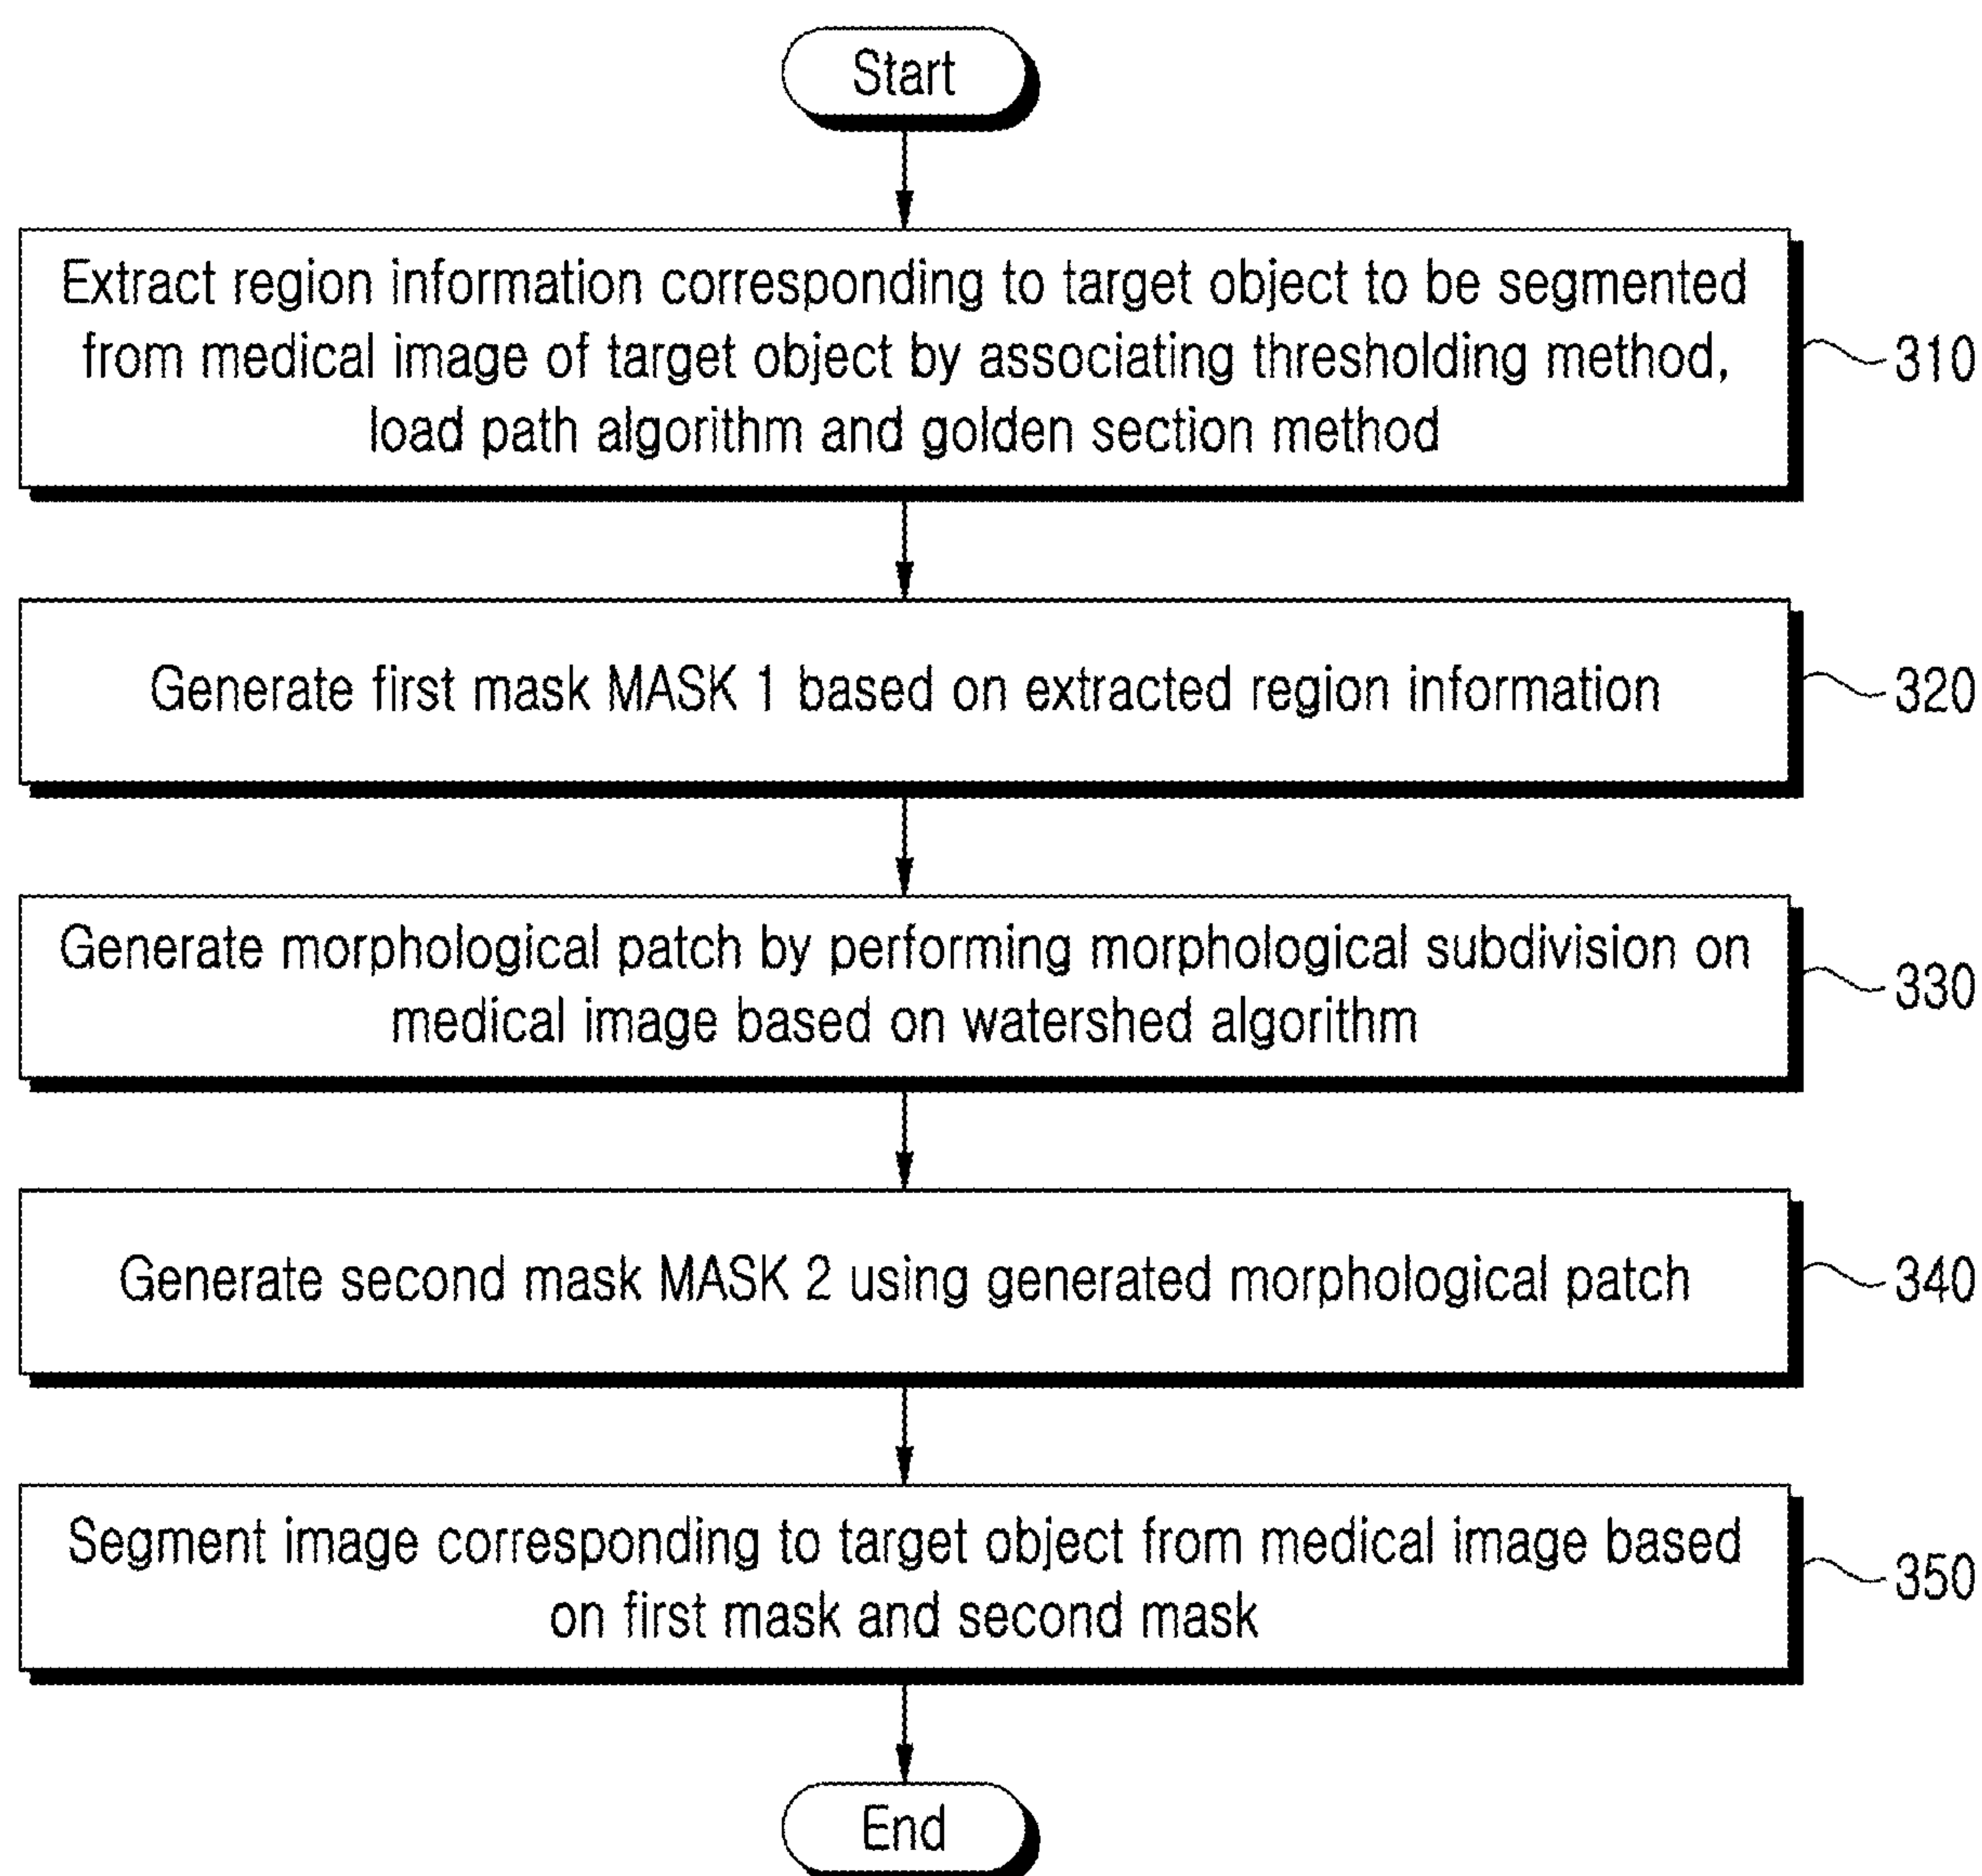 Start
Extract region information corresponding to target object to be segmented
from medical image of target object by associating thresholding method,
load path algorithm and golden section method
310
Generate first mask MASK 1 based on extracted region information
320
Generate morphological patch by performing morphological subdivision on
medical image based on watershed algorithm
330
Generate second mask MASK 2 using generated morphological patch
340
Segment image corresponding to target object from medical image based
on first mask and second mask
350
End